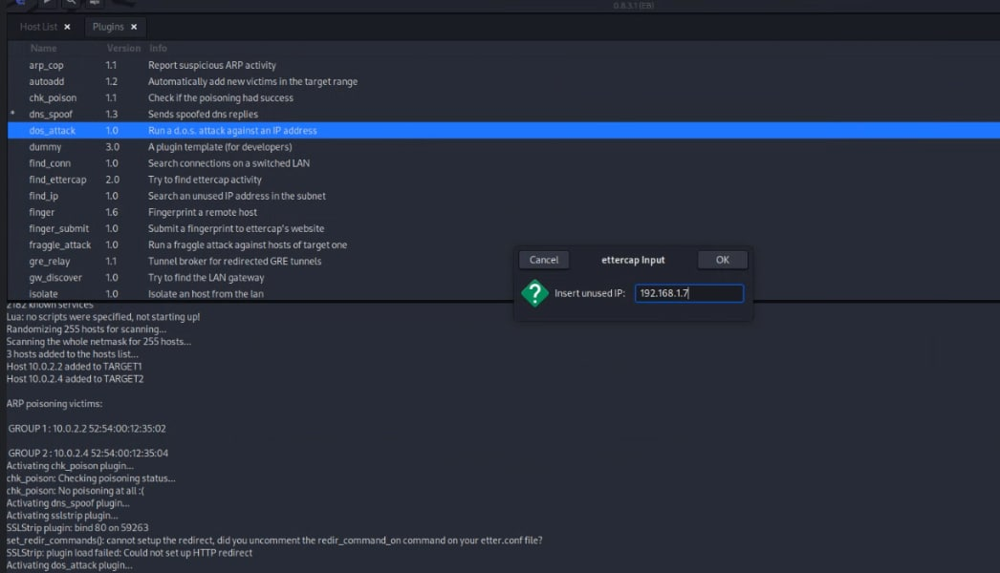 0.8.3.1 (EB)
Host List × Plugins ×
Name Version Info
arp_cop 1.1 Report suspicious ARP activity
autoadd 1.2 Automatically add new victims in the target range
chk_poison 1.1 Check if the poisoning had success
* dns_spoof 1.3 Sends spoofed dns replies
dos_attack 1.0 Run a d.o.s. attack against an IP address
dummy 3.0 A plugin template (for developers)
find_conn 1.0 Search connections on a switched LAN
find_ettercap 2.0 Try to find ettercap activity
find_ip 1.0 Search an unused IP address in the subnet
finger 1.6 Fingerprint a remote host
finger_submit 1.0 Submit a fingerprint to ettercap's website
fraggle_attack 1.0 Run a fraggle attack against hosts of target one
gre_relay 1.1 Tunnel broker for redirected GRE tunnels
gw_discover 1.0 Try to find the LAN gateway
isolate 1.0 Isolate an host from the lan
Cancel ettercap Input OK
? Insert unused IP: 192.168.1.7
2182 known services
Lua: no scripts were specified, not starting up!
Randomizing 255 hosts for scanning...
Scanning the whole netmask for 255 hosts...
3 hosts added to the hosts list...
Host 10.0.2.2 added to TARGET1
Host 10.0.2.4 added to TARGET2
ARP poisoning victims:
GROUP 1 : 10.0.2.2 52:54:00:12:35:02
GROUP 2 : 10.0.2.4 52:54:00:12:35:04
Activating chk_poison plugin...
chk_poison: Checking poisoning status...
chk_poison: No poisoning at all :(
Activating dns_spoof plugin...
Activating sslstrip plugin...
SSLStrip plugin: bind 80 on 59263
set_redir_commands(): cannot setup the redirect, did you uncomment the redir_command_on command on your etter.conf file?
SSLStrip: plugin load failed: Could not set up HTTP redirect
Activating dos_attack plugin...